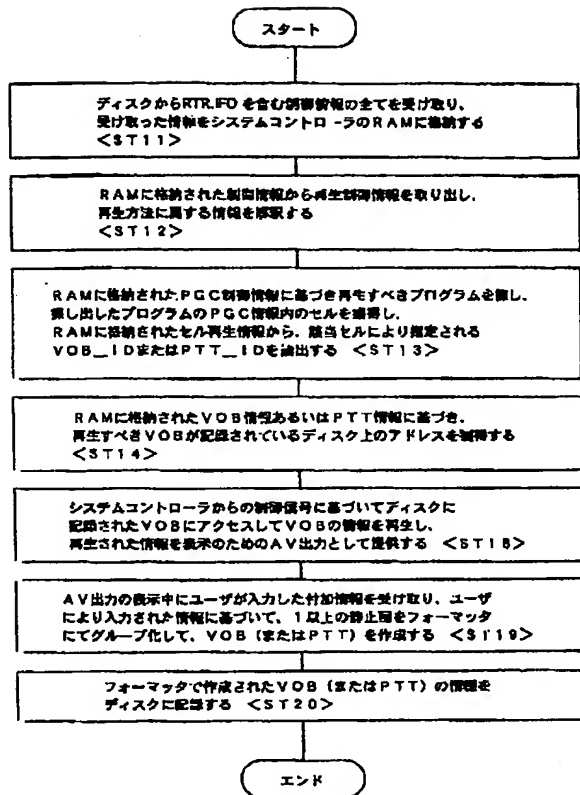 スタート
ディスクからRTR.IFOを含む制御情報の全てを受け取り、
受け取った情報をシステムコントローラのRAMに格納する
<ST11>
RAMに格納された制御情報から再生制御情報を取り出し、
再生方法に関する情報を解釈する
<ST12>
RAMに格納されたPGC制御情報に基づき再生すべきプログラムを探し、
探し出したプログラムのPGC情報内のセルを獲得し、
RAMに格納されたセル再生情報から、該当セルにより指定される
VOB__IDまたはPTT__IDを抽出する <ST13>
RAMに格納されたVOB情報あるいはPTT情報に基づき、
再生すべきVOBが記録されているディスク上のアドレスを獲得する
<ST14>
システムコントローラからの制御信号に基づいてディスクに
記録されたVOBにアクセスしてVOBの情報を再生し、
再生された情報を表示のためのAV出力として提供する <ST18>
AV出力の表示中にユーザが入力した付加情報を受け取り、ユーザ
により入力された情報に基づいて、1以上の静止画をフォーマッタ
にてグループ化して、VOB(またはPTT)を作成する <ST19>
フォーマッタで作成されたVOB(またはPTT)の情報を
ディスクに記録する <ST20>
エンド